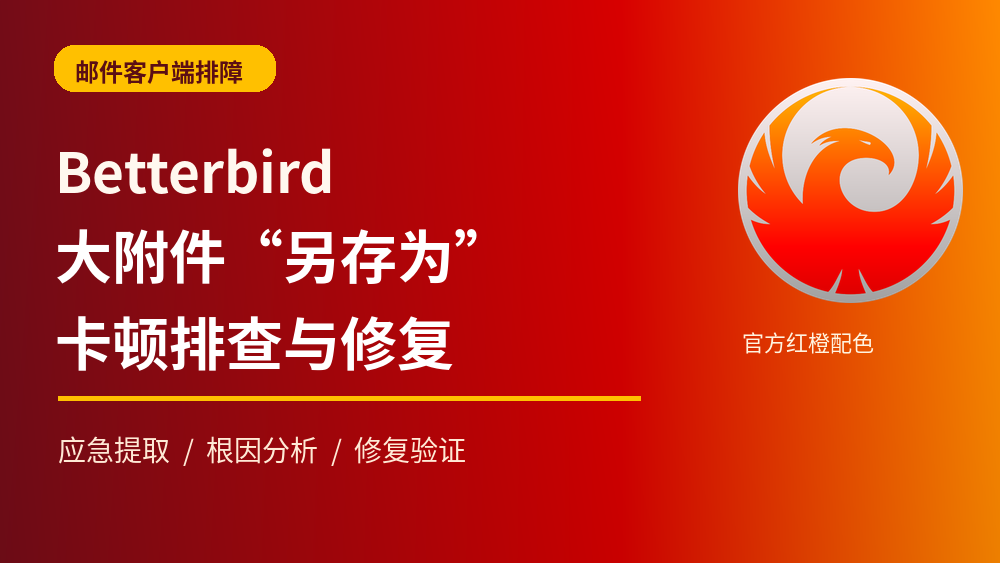 邮件客户端排障
Betterbird
大附件“另存为”
卡顿排查与修复
官方红橙配色
应急提取 / 根因分析 / 修复验证